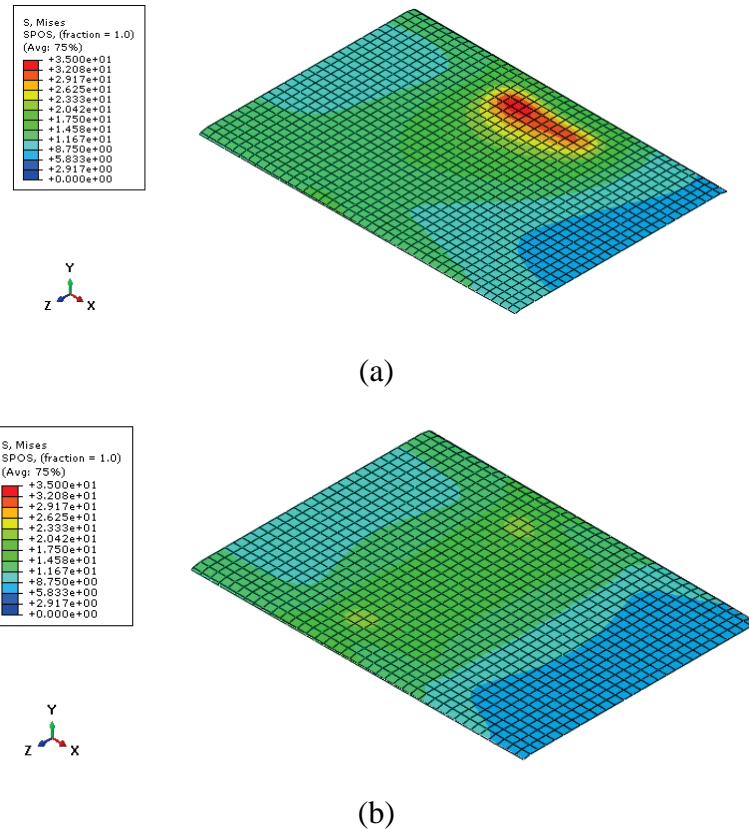 S, Mises
SPOS, (fraction = 1.0)
(Avg: 75%)
+3.500e+01
+3.208e+01
+2.917e+01
+2.625e+01
+2.333e+01
+2.042e+01
+1.750e+01
+1.458e+01
+1.167e+01
+8.750e+00
+5.833e+00
+2.917e+00
+0.000e+00
Y
Z X
(a)
S, Mises
SPOS, (fraction = 1.0)
(Avg: 75%)
+3.500e+01
+3.208e+01
+2.917e+01
+2.625e+01
+2.333e+01
+2.042e+01
+1.750e+01
+1.458e+01
+1.167e+01
+8.750e+00
+5.833e+00
+2.917e+00
+0.000e+00
Y
Z X
(b)